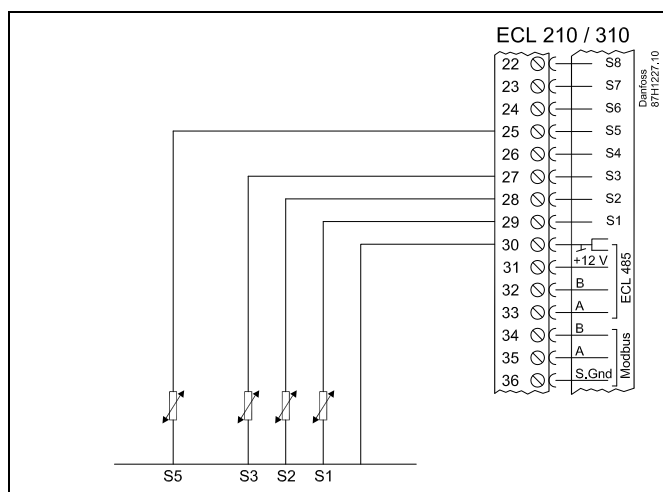 ECL 210 / 310
Danfoss
87H1227.10
22 S8
23 S7
24 S6
25 S5
26 S4
27 S3
28 S2
29 S1
30
31 +12 V
32 B
33 A
ECL 485
34 B
35 A
36 S.Gnd
Modbus
S5 S3 S2 S1